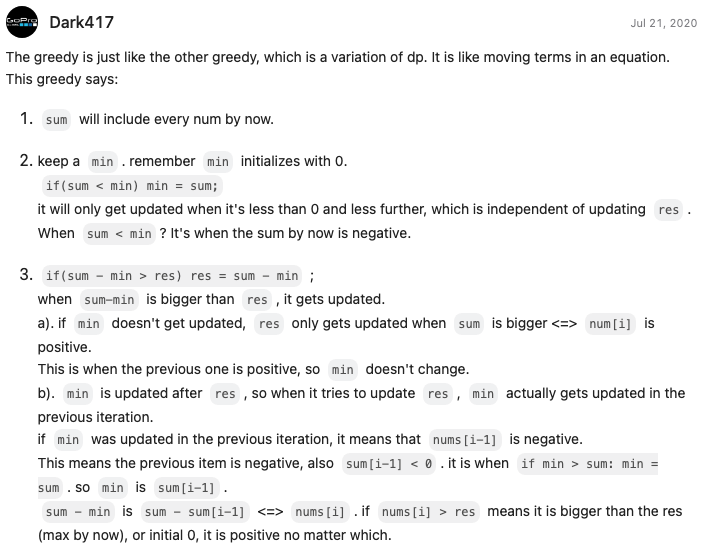 GoPro
Dark417
Jul 21, 2020
The greedy is just like the other greedy, which is a variation of dp. It is like moving terms in an equation.
This greedy says:
1. sum will include every num by now.
2. keep a min . remember min initializes with 0.
if(sum < min) min = sum;
it will only get updated when it's less than 0 and less further, which is independent of updating res .
When sum < min ? It's when the sum by now is negative.
3. if(sum - min > res) res = sum - min ;
when sum-min is bigger than res , it gets updated.
a). if min doesn't get updated, res only gets updated when sum is bigger <=> num[i] is
positive.
This is when the previous one is positive, so min doesn't change.
b). min is updated after res , so when it tries to update res , min actually gets updated in the
previous iteration.
if min was updated in the previous iteration, it means that nums[i-1] is negative.
This means the previous item is negative, also sum[i-1] < 0 . it is when if min > sum: min =
sum . so min is sum[i-1] .
sum - min is sum - sum[i-1] <=> nums[i] . if nums[i] > res means it is bigger than the res
(max by now), or initial 0, it is positive no matter which.